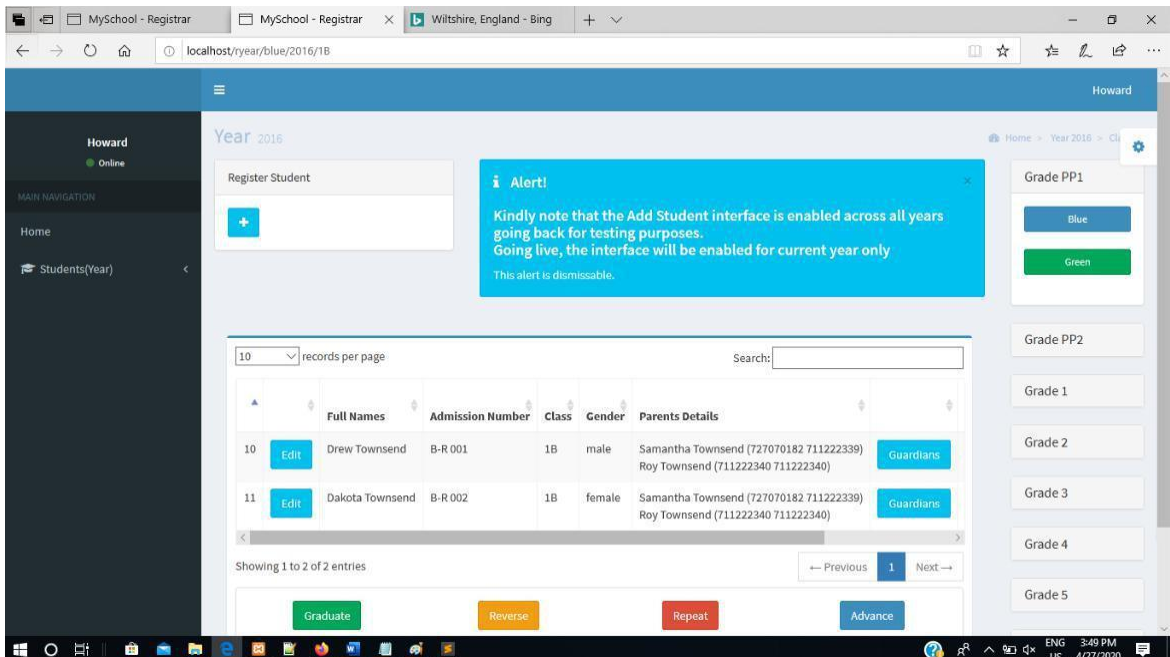 MySchool - Registrar
MySchool - Registrar
Wiltshire, England - Bing
localhost/ryear/blue/2016/1B
Howard
Howard
Online
MAIN NAVIGATION
Home
Students(Year)
Year 2016
Home > Year 2016 >
Register Student
Alert!
Kindly note that the Add Student interface is enabled across all years
going back for testing purposes.
Going live, the interface will be enabled for current year only
This alert is dismissable.
Grade PP1
Blue
Green
Grade PP2
Grade 1
Grade 2
Grade 3
Grade 4
Grade 5
10 records per page
Search:
Full Names Admission Number Class Gender Parents Details
10 Edit Drew Townsend B-R 001 1B male Samantha Townsend (727070182 711222339) Guardians
Roy Townsend (711222340 711222340)
11 Edit Dakota Townsend B-R 002 1B female Samantha Townsend (727070182 711222339) Guardians
Roy Townsend (711222340 711222340)
Showing 1 to 2 of 2 entries
← Previous 1 Next →
Graduate Reverse Repeat Advance
ENG 3:49 PM
US 4/27/2020